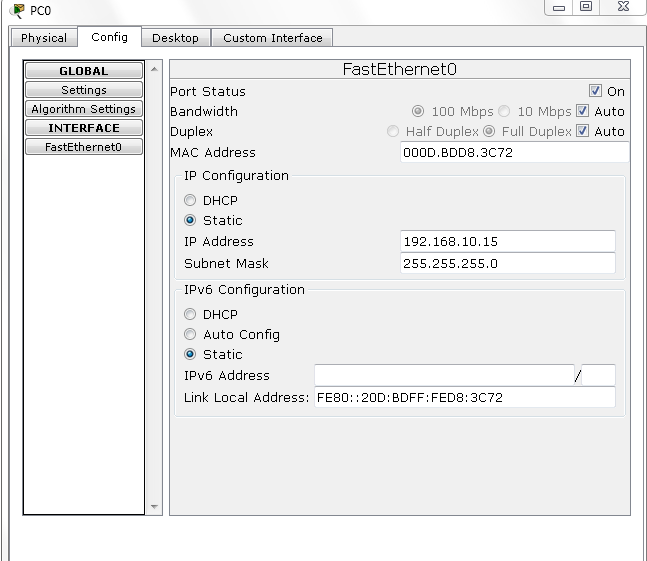 PC0
Physical Config Desktop Custom Interface
GLOBAL
Settings
Algorithm Settings
INTERFACE
FastEthernet0
FastEthernet0
Port Status On
Bandwidth 100 Mbps 10 Mbps Auto
Duplex Half Duplex Full Duplex Auto
MAC Address 000D.BDD8.3C72
IP Configuration
DHCP
Static
IP Address 192.168.10.15
Subnet Mask 255.255.255.0
IPv6 Configuration
DHCP
Auto Config
Static
IPv6 Address /
Link Local Address: FE80::20D:BDFF:FED8:3C72